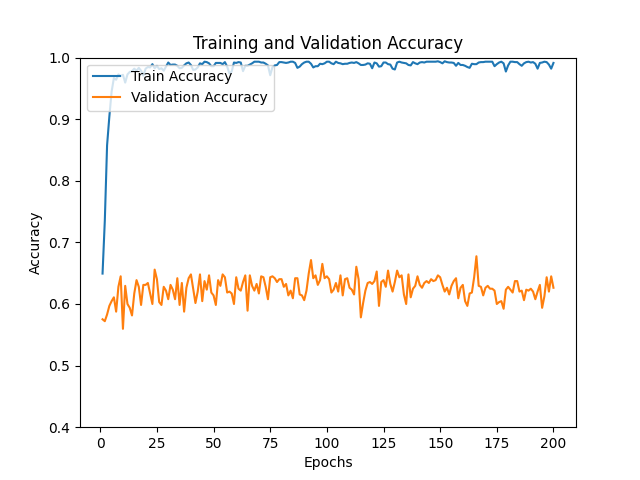 Training and Validation Accuracy
Train Accuracy
Validation Accuracy
1.0
0.9
0.8
0.7
0.6
0.5
0.4
Accuracy
0 25 50 75 100 125 150 175 200
Epochs